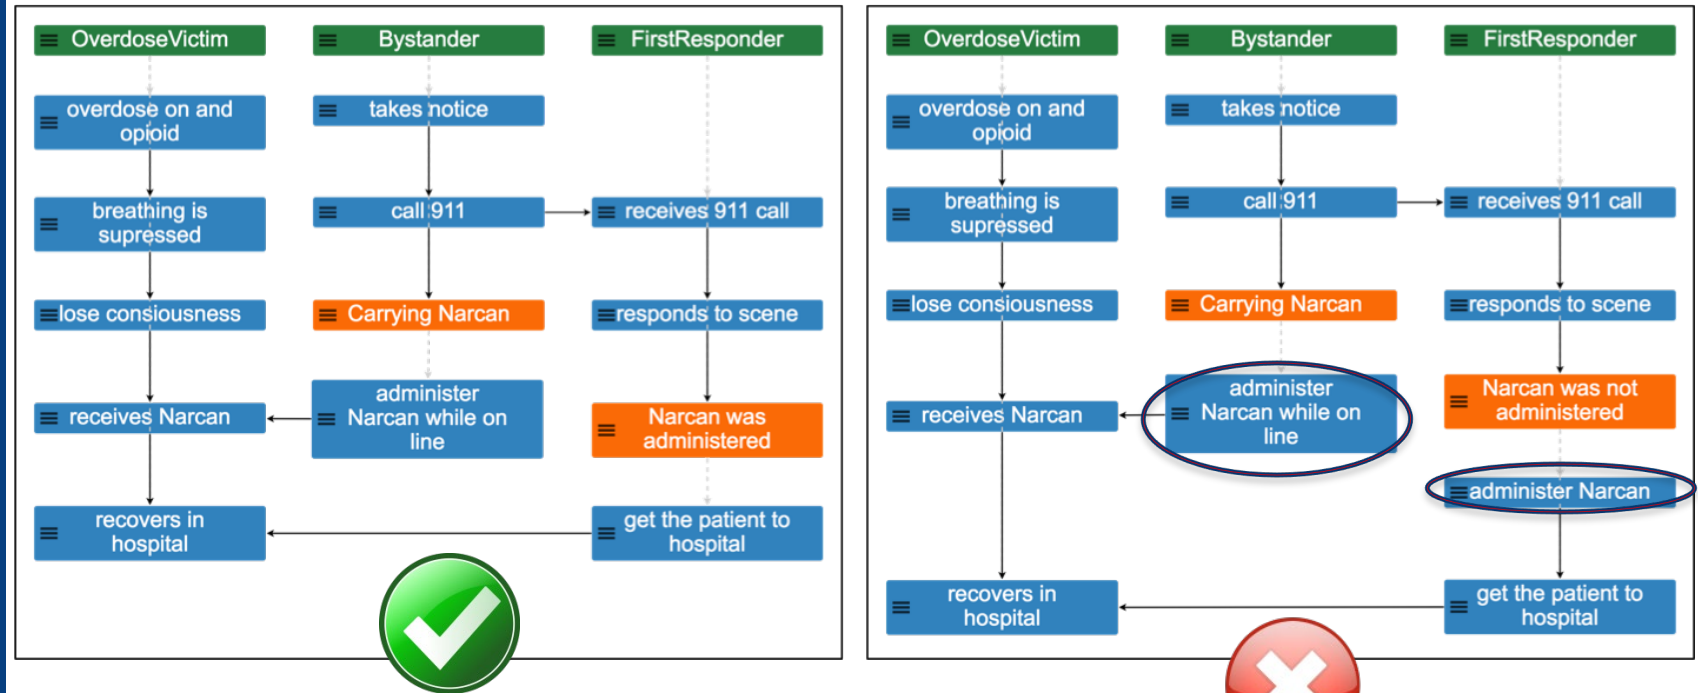 OverdoseVictim
Bystander
FirstResponder
overdose on and
opioid
takes notice
breathing is
supressed
call 911
receives 911 call
lose consiousness
Carrying Narcan
responds to scene
receives Narcan
administer
Narcan while on
line
Narcan was
administered
recovers in
hospital
get the patient to
hospital
OverdoseVictim
Bystander
FirstResponder
overdose on and
opioid
takes notice
breathing is
supressed
call 911
receives 911 call
lose consiousness
Carrying Narcan
responds to scene
receives Narcan
administer
Narcan while on
line
Narcan was not
administered
administer Narcan
recovers in
hospital
get the patient to
hospital